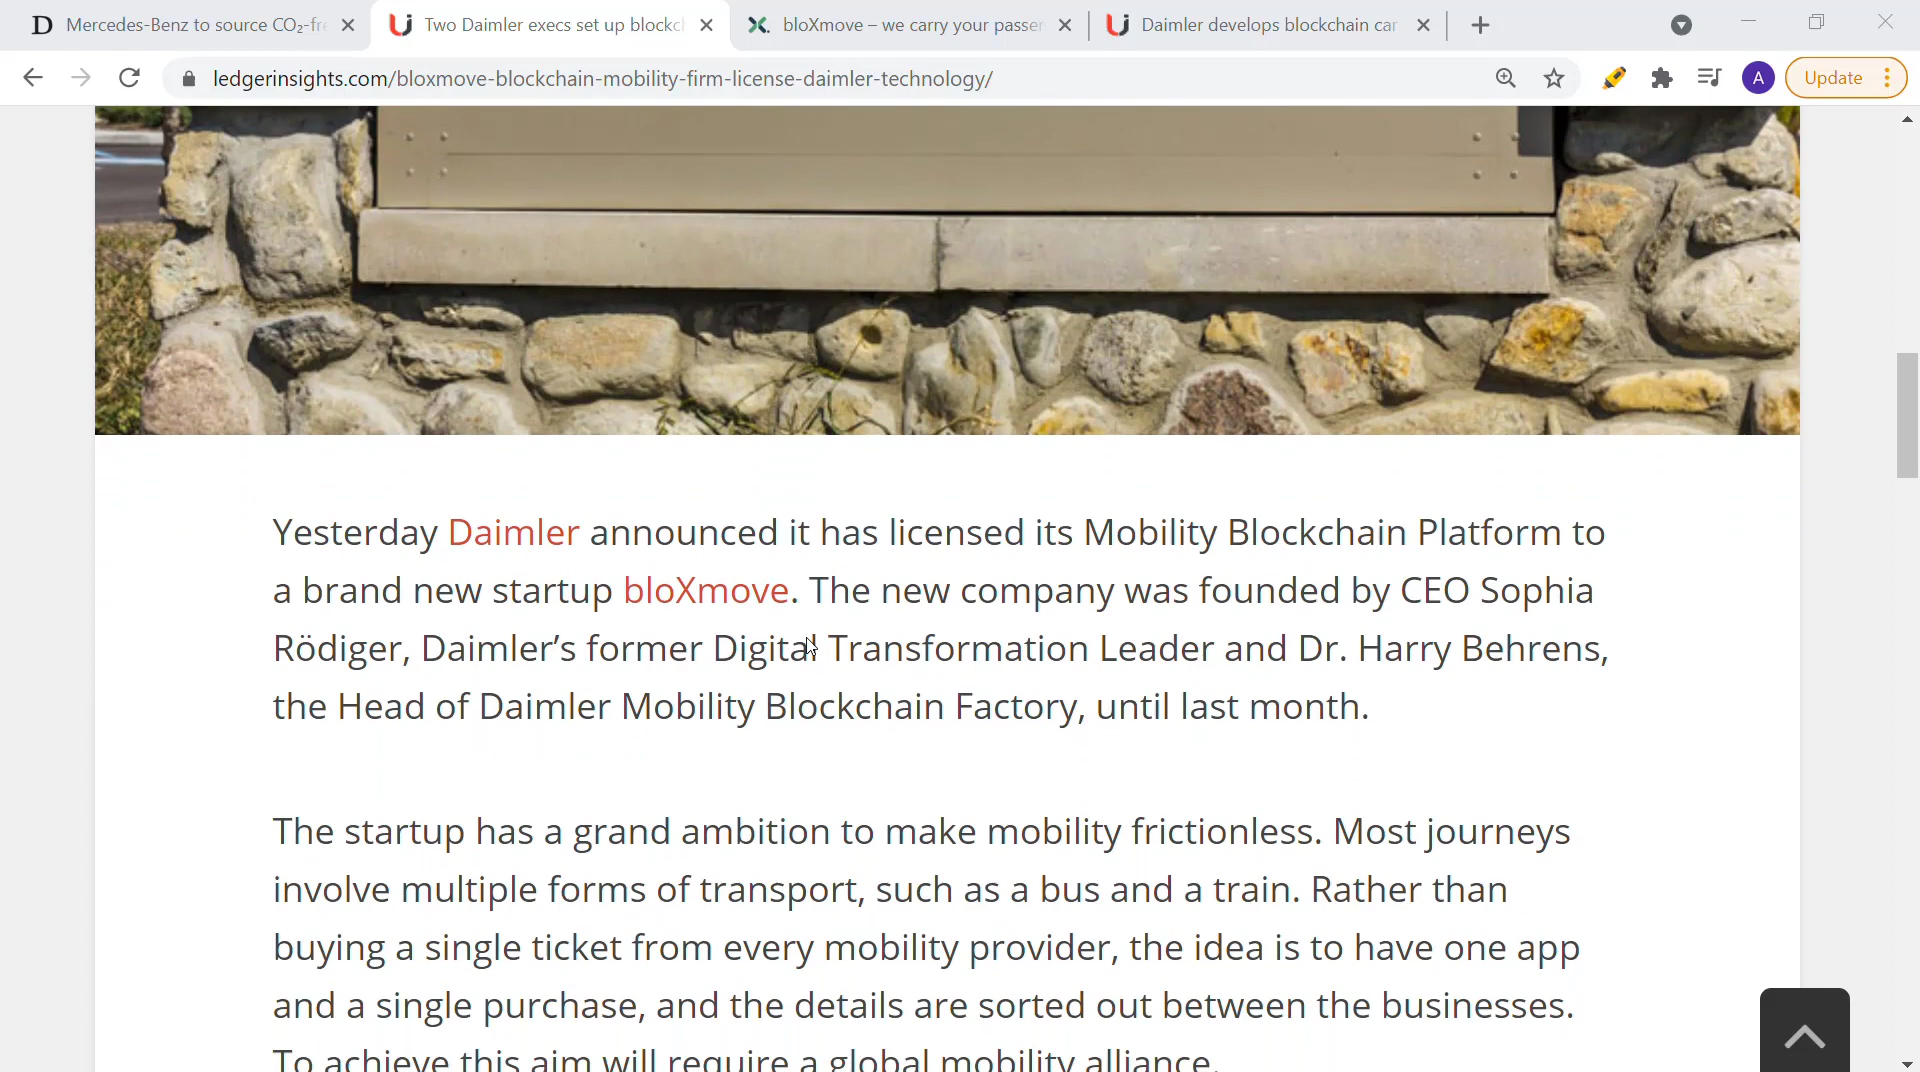 D Mercedes-Benz to source CO₂-fre
Two Daimler execs set up blockch
bloXmove – we carry your passen
Daimler develops blockchain car
ledgerinsights.com/bloxmove-blockchain-mobility-firm-license-daimler-technology/
A
Update
Yesterday Daimler announced it has licensed its Mobility Blockchain Platform to
a brand new startup bloXmove. The new company was founded by CEO Sophia
Rödiger, Daimler’s former Digital Transformation Leader and Dr. Harry Behrens,
the Head of Daimler Mobility Blockchain Factory, until last month.
The startup has a grand ambition to make mobility frictionless. Most journeys
involve multiple forms of transport, such as a bus and a train. Rather than
buying a single ticket from every mobility provider, the idea is to have one app
and a single purchase, and the details are sorted out between the businesses.
To achieve this aim will require a global mobility alliance.